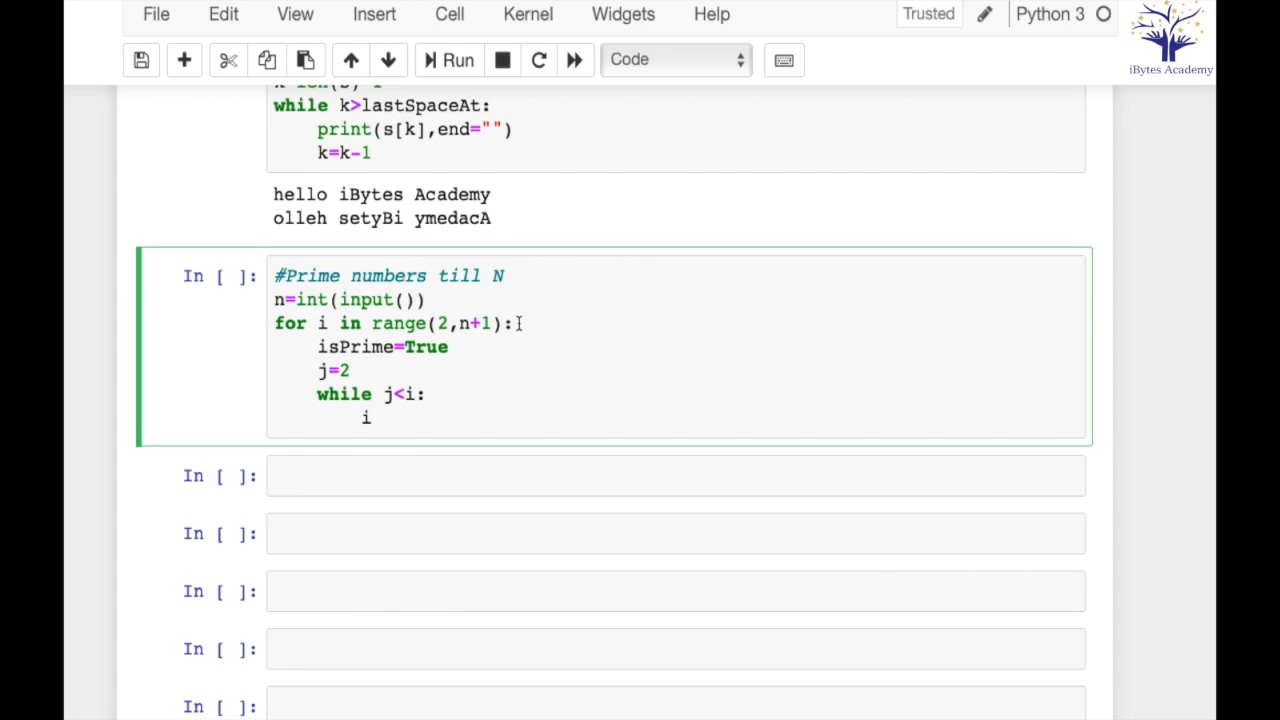 File Edit View Insert Cell Kernel Widgets Help Trusted Python 3
Run Code
iBytes Academy
while k>lastSpaceAt:
print(s[k],end="")
k=k-1
hello iBytes Academy
olleh setyBi ymedacA
In [ ]: #Prime numbers till N
n=int(input())
for i in range(2,n+1):
isPrime=True
j=2
while j<i:
i
In [ ]:
In [ ]:
In [ ]:
In [ ]:
In [ ]: